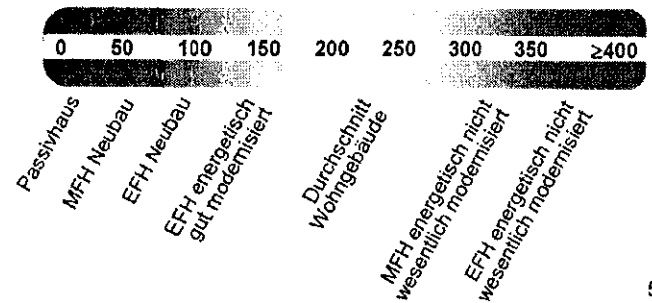 0 50 100 150 200 250 300 350 ≥400
Passivhaus
MFH Neubau
EFH Neubau
EFH energetisch
gut modernisiert
Durchschnitt
Wohngebäude
MFH energetisch nicht
wesentlich modernisiert
EFH energetisch nicht
wesentlich modernisiert